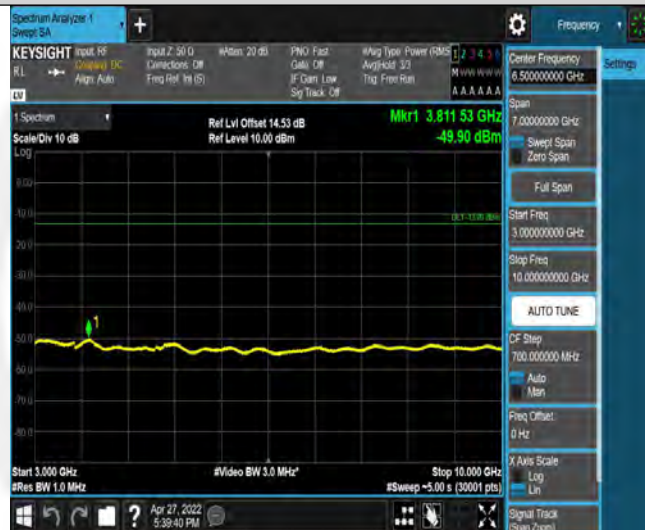 Spectrum Analyzer 1
Swept SA
Frequency
KEYSIGHT
Input: RF
Input Z: 50 Ω
#Atten: 20 dB
PNO: Fast
#Avg Type: Power (RMS
1 2 3 4 5 6
R L
Coupling: DC
Corrections: Off
Gate: Off
Avg|Hold: 3/3
M W W W W W
Align: Auto
Freq Ref: Int (S)
IF Gain: Low
Trig: Free Run
Sig Track: Off
A A A A A A
LV
1 Spectrum
Ref Lvl Offset 14.53 dB
Mkr1 3.811 53 GHz
Scale/Div 10 dB
Ref Level 10.00 dBm
-49.90 dBm
Log
0.00
-10.0
-20.0
-30.0
-40.0
-50.0
-60.0
-70.0
-80.0
1
Start 3.000 GHz
#Video BW 3.0 MHz*
Stop 10.000 GHz
#Res BW 1.0 MHz
#Sweep ~5.00 s (30001 pts)
Apr 27, 2022
5:39:40 PM
?
Center Frequency
6.500000000 GHz
Settings
Span
7.00000000 GHz
Swept Span
Zero Span
Full Span
Start Freq
3.000000000 GHz
Stop Freq
10.000000000 GHz
AUTO TUNE
CF Step
700.000000 MHz
Auto
Man
Freq Offset
0 Hz
X Axis Scale
Log
Lin
Signal Track
(Span Zoom)